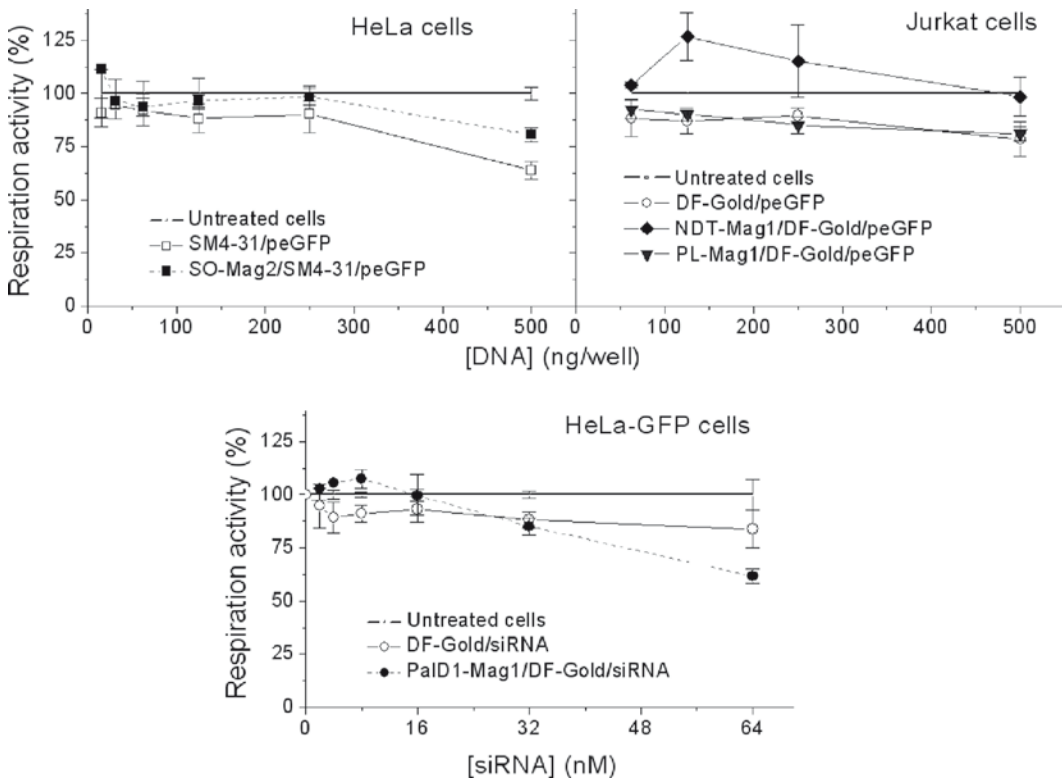 HeLa cells
Respiration activity (%)
125
100
75
50
25
0
Untreated cells
SM4-31/peGFP
SO-Mag2/SM4-31/peGFP
0 100 200 300 400 500
Jurkat cells
Untreated cells
DF-Gold/peGFP
NDT-Mag1/DF-Gold/peGFP
PL-Mag1/DF-Gold/peGFP
100 200 300 400 500
[DNA] (ng/well)
HeLa-GFP cells
Respiration activity (%)
125
100
75
50
25
0
Untreated cells
DF-Gold/siRNA
PalD1-Mag1/DF-Gold/siRNA
0 16 32 48 64
[siRNA] (nM)